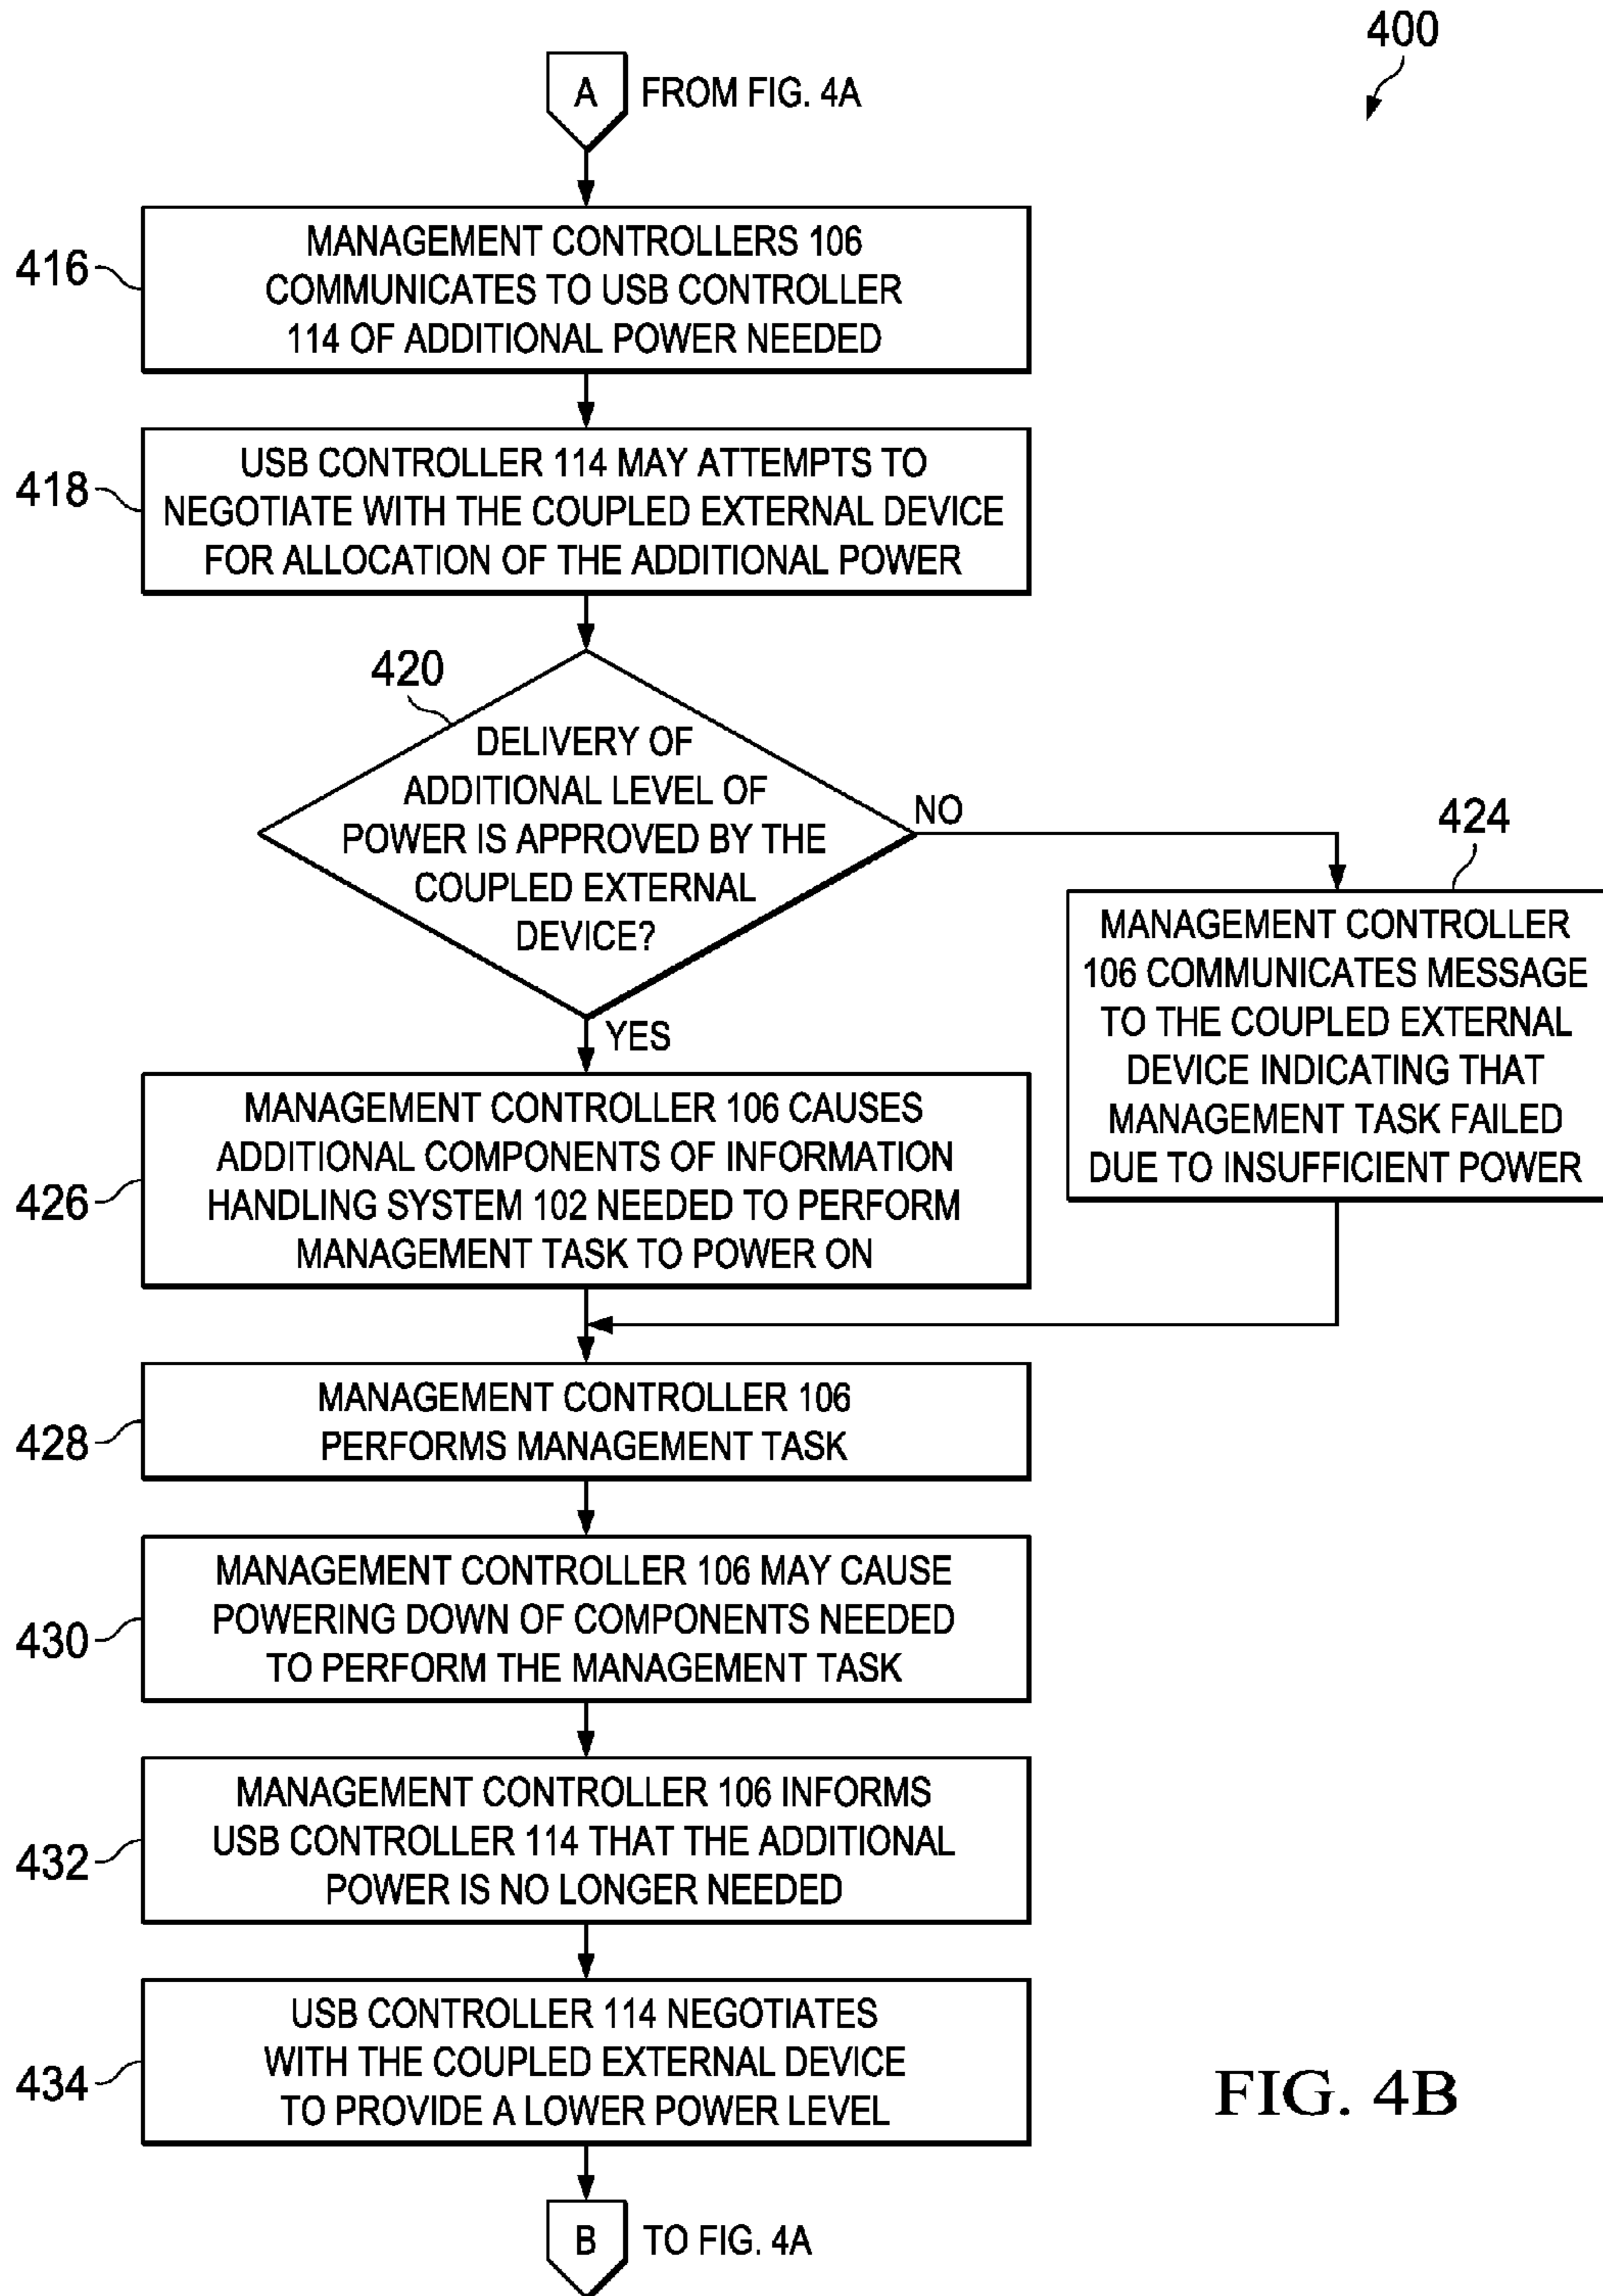 400
A FROM FIG. 4A
416
MANAGEMENT CONTROLLERS 106
COMMUNICATES TO USB CONTROLLER
114 OF ADDITIONAL POWER NEEDED
418
USB CONTROLLER 114 MAY ATTEMPTS TO
NEGOTIATE WITH THE COUPLED EXTERNAL DEVICE
FOR ALLOCATION OF THE ADDITIONAL POWER
420
DELIVERY OF
ADDITIONAL LEVEL OF
POWER IS APPROVED BY THE
COUPLED EXTERNAL
DEVICE?
NO
424
MANAGEMENT CONTROLLER
106 COMMUNICATES MESSAGE
TO THE COUPLED EXTERNAL
DEVICE INDICATING THAT
MANAGEMENT TASK FAILED
DUE TO INSUFFICIENT POWER
YES
426
MANAGEMENT CONTROLLER 106 CAUSES
ADDITIONAL COMPONENTS OF INFORMATION
HANDLING SYSTEM 102 NEEDED TO PERFORM
MANAGEMENT TASK TO POWER ON
428
MANAGEMENT CONTROLLER 106
PERFORMS MANAGEMENT TASK
430
MANAGEMENT CONTROLLER 106 MAY CAUSE
POWERING DOWN OF COMPONENTS NEEDED
TO PERFORM THE MANAGEMENT TASK
432
MANAGEMENT CONTROLLER 106 INFORMS
USB CONTROLLER 114 THAT THE ADDITIONAL
POWER IS NO LONGER NEEDED
434
USB CONTROLLER 114 NEGOTIATES
WITH THE COUPLED EXTERNAL DEVICE
TO PROVIDE A LOWER POWER LEVEL
B TO FIG. 4A
FIG. 4B